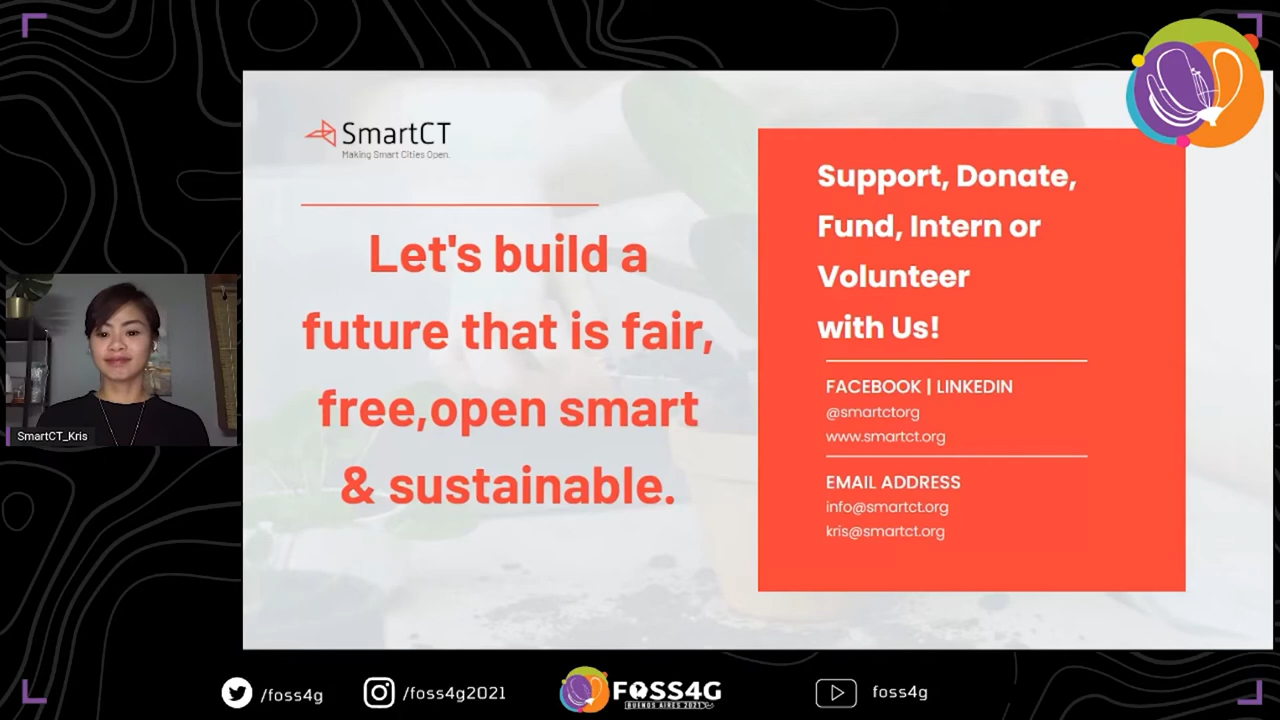 SmartCT
Making Smart Cities Open.
Let's build a
future that is fair,
free,open smart
& sustainable.
Support, Donate,
Fund, Intern or
Volunteer
with Us!
FACEBOOK | LINKEDIN
@smartctorg
www.smartct.org
EMAIL ADDRESS
info@smartct.org
kris@smartct.org
SmartCT_Kris
/foss4g
/foss4g2021
FOSS4G
BUENOS AIRES 2021
foss4g